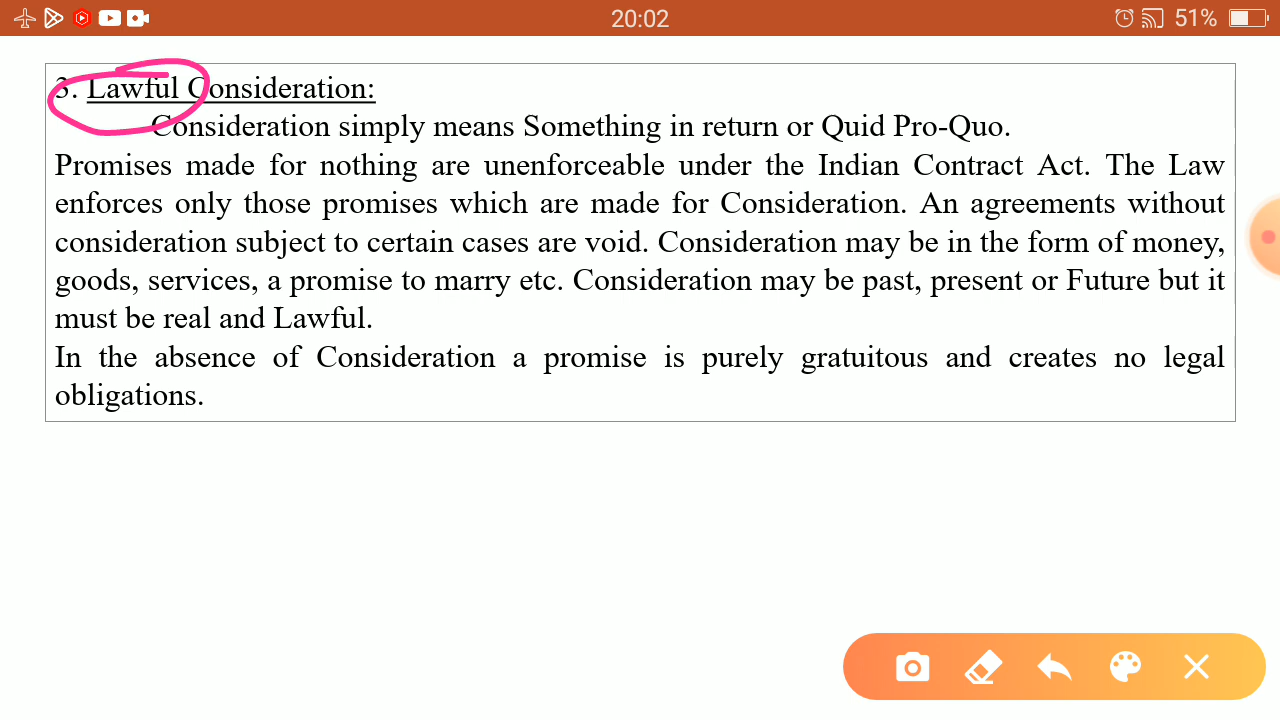 20:02
51%
3. Lawful Consideration:
Consideration simply means Something in return or Quid Pro-Quo.
Promises made for nothing are unenforceable under the Indian Contract Act. The Law
enforces only those promises which are made for Consideration. An agreements without
consideration subject to certain cases are void. Consideration may be in the form of money,
goods, services, a promise to marry etc. Consideration may be past, present or Future but it
must be real and Lawful.
In the absence of Consideration a promise is purely gratuitous and creates no legal
obligations.